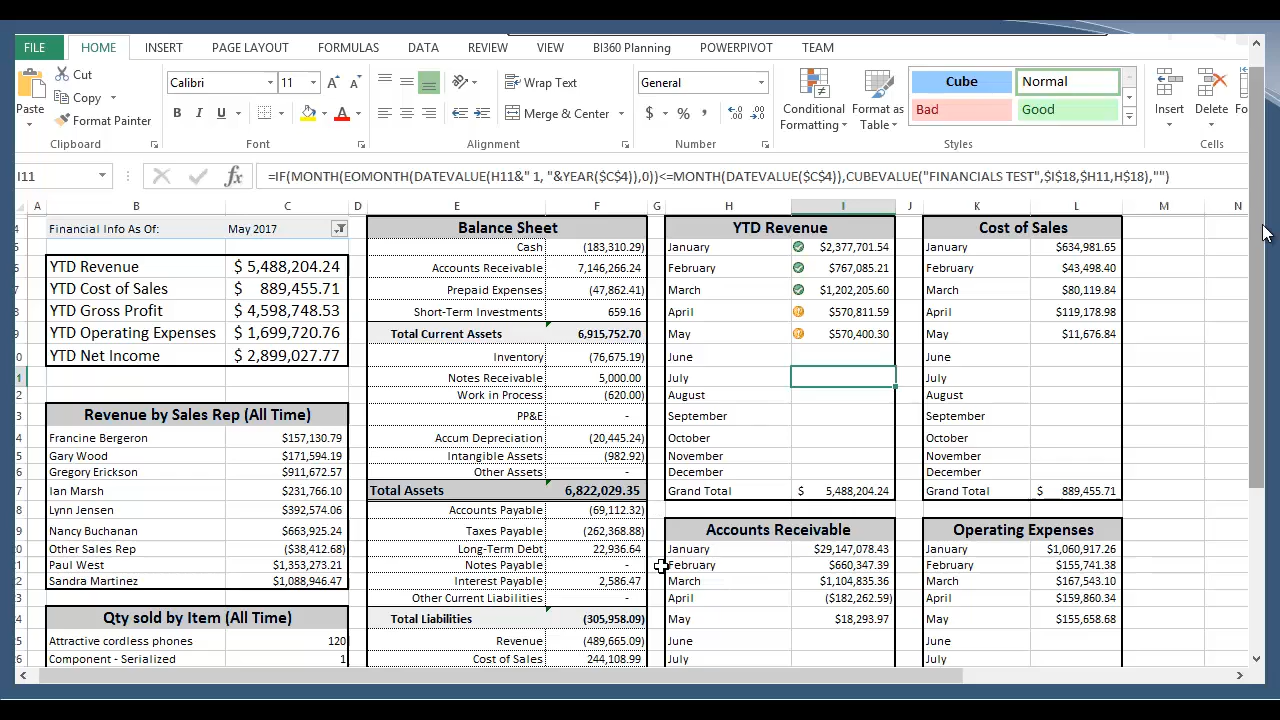 FILE HOME INSERT PAGE LAYOUT FORMULAS DATA REVIEW VIEW BI360 Planning POWERPIVOT TEAM
Paste Cut Copy Format Painter Clipboard
Calibri 11 A A B I U A Font
Wrap Text Merge & Center Alignment
General $ % , .00 Number
Conditional Formatting Format as Table Cube Normal Bad Good Styles
Insert Delete Cells
I11 fx =IF(MONTH(EOMONTH(DATEVALUE(H11&" 1, "&YEAR($C$4)),0))<=MONTH(DATEVALUE($C$4)),CUBEVALUE("FINANCIALS TEST",$I$18,$H11,H$18),"")
A B C D E F G H I J K L M N
Financial Info As Of: May 2017
YTD Revenue $ 5,488,204.24
YTD Cost of Sales $ 889,455.71
YTD Gross Profit $ 4,598,748.53
YTD Operating Expenses $ 1,699,720.76
YTD Net Income $ 2,899,027.77
Revenue by Sales Rep (All Time)
Francine Bergeron $157,130.79
Gary Wood $171,594.19
Gregory Erickson $911,672.57
Ian Marsh $231,766.10
Lynn Jensen $392,574.06
Nancy Buchanan $663,925.24
Other Sales Rep ($38,412.68)
Paul West $1,353,273.21
Sandra Martinez $1,088,946.47
Qty sold by Item (All Time)
Attractive cordless phones 120
Component - Serialized 1
Balance Sheet
Cash (183,310.29)
Accounts Receivable 7,146,266.24
Prepaid Expenses (47,862.41)
Short-Term Investments 659.16
Total Current Assets 6,915,752.70
Inventory (76,675.19)
Notes Receivable 5,000.00
Work in Process (620.00)
PP&E -
Accum Depreciation (20,445.24)
Intangible Assets (982.92)
Other Assets -
Total Assets 6,822,029.35
Accounts Payable (69,112.32)
Taxes Payable (262,368.88)
Long-Term Debt 22,936.64
Notes Payable -
Interest Payable 2,586.47
Other Current Liabilities -
Total Liabilities (305,958.09)
Revenue (489,665.09)
Cost of Sales 244,108.99
YTD Revenue
January $2,377,701.54
February $767,085.21
March $1,202,205.60
April $570,811.59
May $570,400.30
June
July
August
September
October
November
December
Grand Total $ 5,488,204.24
Accounts Receivable
January $29,147,078.43
February $660,347.39
March $1,104,835.36
April ($182,262.59)
May $18,293.97
June
July
Cost of Sales
January $634,981.65
February $43,498.40
March $80,119.84
April $119,178.98
May $11,676.84
June
July
August
September
October
November
December
Grand Total $ 889,455.71
Operating Expenses
January $1,060,917.26
February $155,741.38
March $167,543.10
April $159,860.34
May $155,658.68
June
July